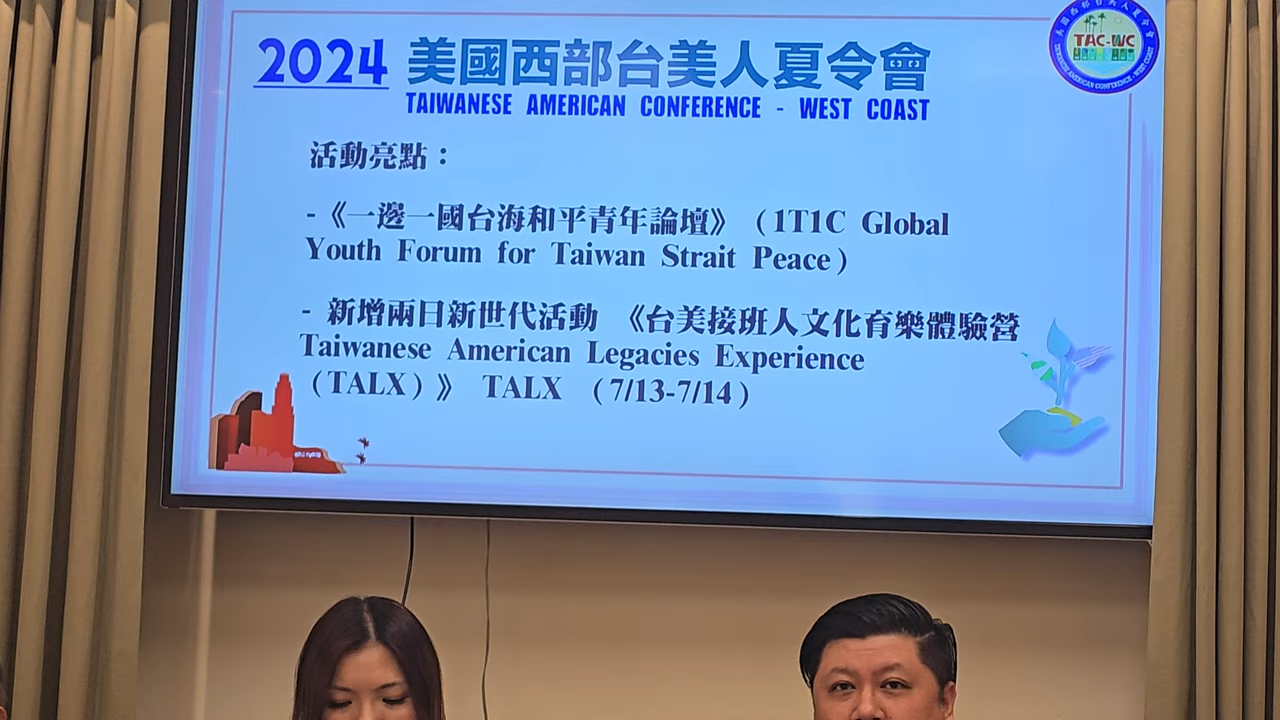 2024 美國西部台美人夏令會
TAIWANESE AMERICAN CONFERENCE - WEST COAST
TAC-WC
活動亮點：
-《一邊一國台海和平青年論壇》（1T1C Global
Youth Forum for Taiwan Strait Peace）
- 新增兩日新世代活動 《台美接班人文化育樂體驗營
Taiwanese American Legacies Experience
（TALX）》 TALX （7/13-7/14）